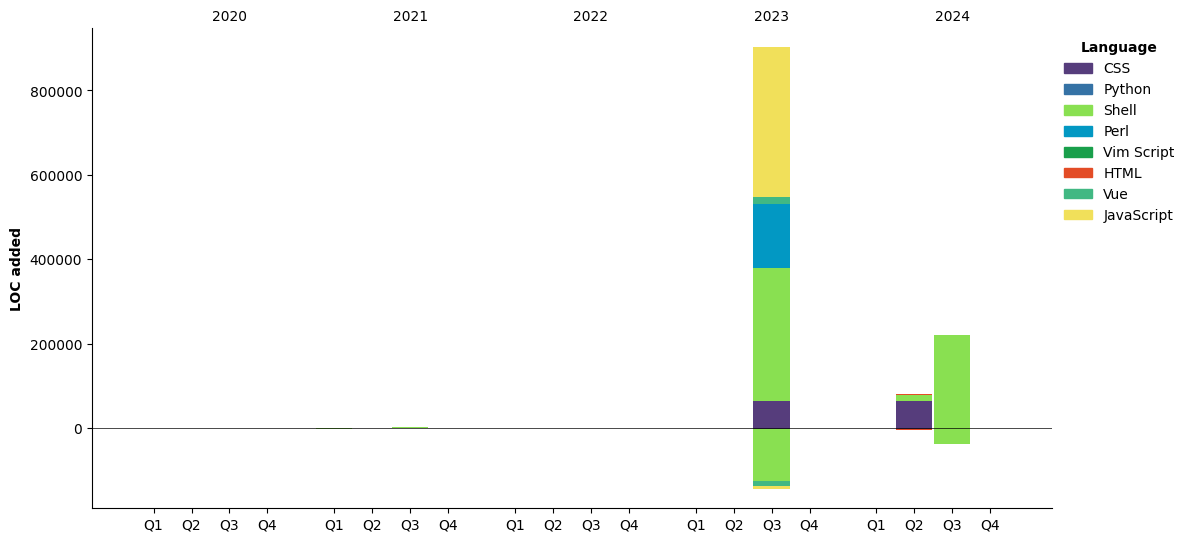 2020 2021 2022 2023 2024
Language
CSS
Python
Shell
Perl
Vim Script
HTML
Vue
JavaScript
LOC added
800000
600000
400000
200000
0
Q1 Q2 Q3 Q4 Q1 Q2 Q3 Q4 Q1 Q2 Q3 Q4 Q1 Q2 Q3 Q4 Q1 Q2 Q3 Q4